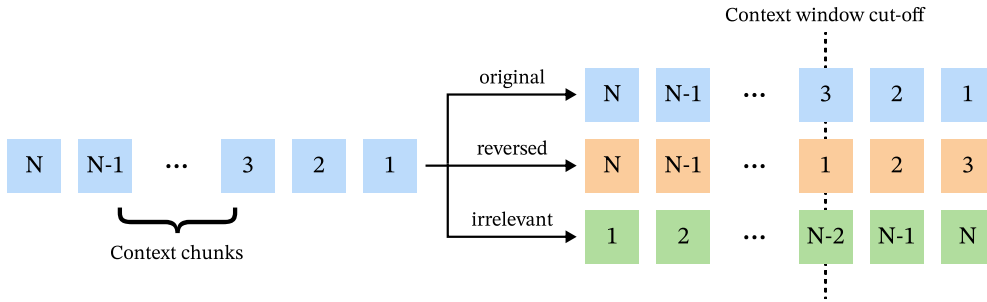 Context window cut-off
original
N N-1 ... 3 2 1
N N-1 ... 3 2 1
reversed
N N-1 ... 1 2 3
irrelevant
1 2 ... N-2 N-1 N
Context chunks